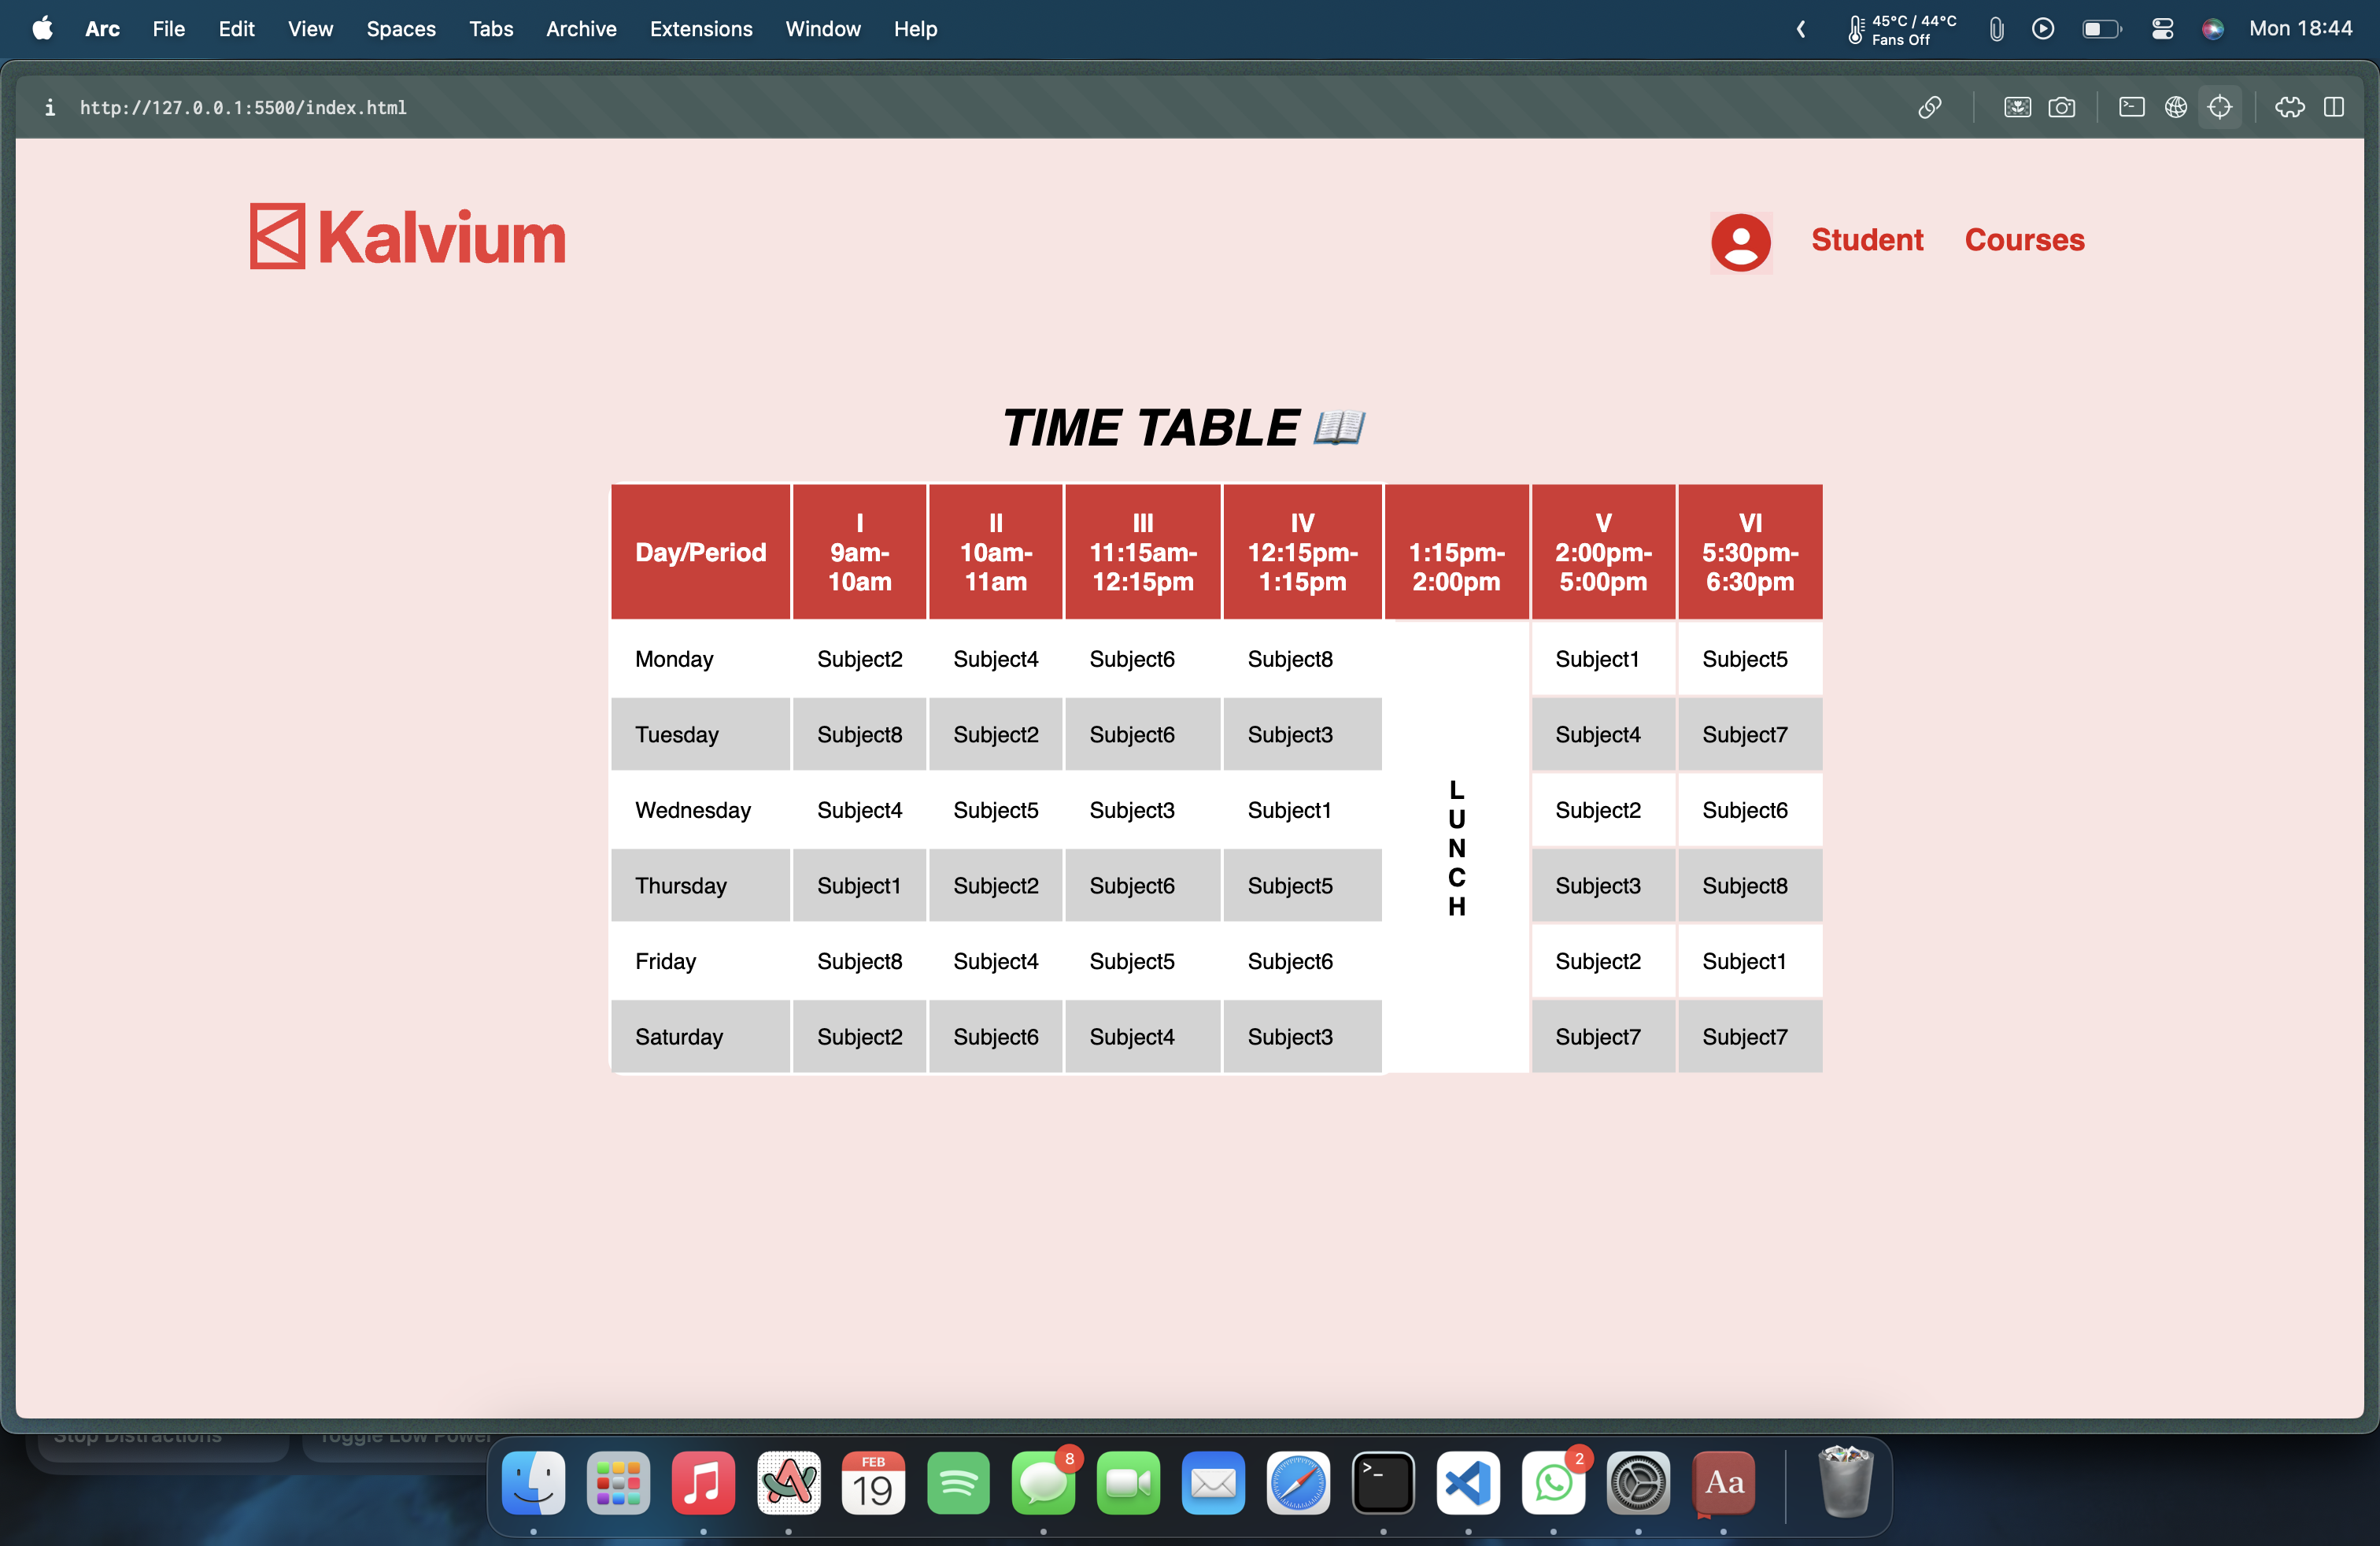 Arc File Edit View Spaces Tabs Archive Extensions Window Help
45°C / 44°C
Fans Off
Mon 18:44
http://127.0.0.1:5500/index.html
Kalvium
Student Courses
TIME TABLE 📖
Day/Period
I
9am-
10am
II
10am-
11am
III
11:15am-
12:15pm
IV
12:15pm-
1:15pm
1:15pm-
2:00pm
V
2:00pm-
5:00pm
VI
5:30pm-
6:30pm
Monday Subject2 Subject4 Subject6 Subject8 Subject1 Subject5
Tuesday Subject8 Subject2 Subject6 Subject3 Subject4 Subject7
Wednesday Subject4 Subject5 Subject3 Subject1 Subject2 Subject6
Thursday Subject1 Subject2 Subject6 Subject5 Subject3 Subject8
Friday Subject8 Subject4 Subject5 Subject6 Subject2 Subject1
Saturday Subject2 Subject6 Subject4 Subject3 Subject7 Subject7
L
U
N
C
H
Stop Distractions Toggle Low Power
FEB
19
8
>_
2
Aa